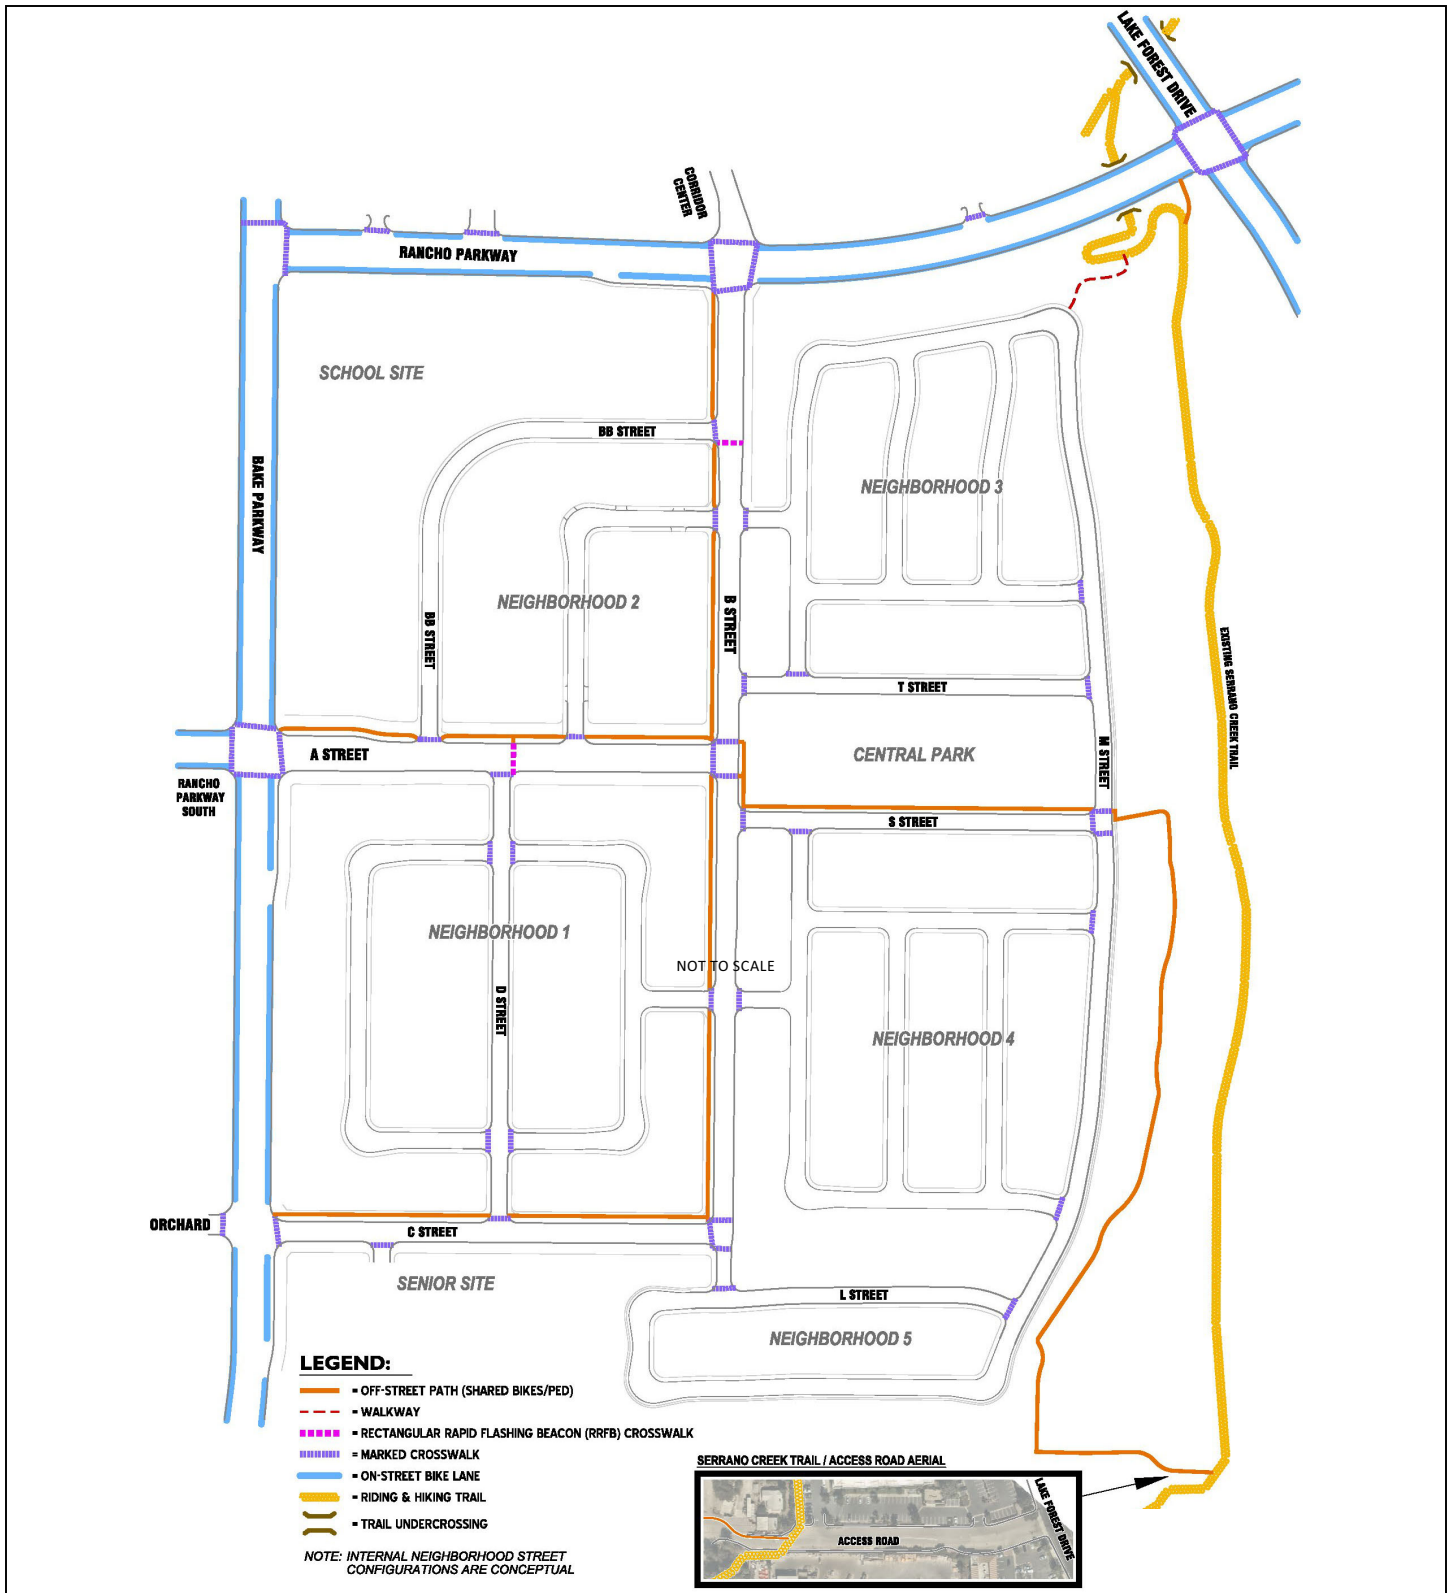 LAKE FOREST DRIVE
CORRIDOR
CENTER
RANCHO PARKWAY
SCHOOL SITE
BB STREET
BAKE PARKWAY
NEIGHBORHOOD 3
NEIGHBORHOOD 2
BB STREET
B STREET
EXISTING SERRANO CREEK TRAIL
T STREET
A STREET
CENTRAL PARK
M STREET
RANCHO
PARKWAY
SOUTH
S STREET
NEIGHBORHOOD 1
NOT TO SCALE
D STREET
NEIGHBORHOOD 4
ORCHARD
C STREET
SENIOR SITE
L STREET
NEIGHBORHOOD 5
LEGEND:
= OFF-STREET PATH (SHARED BIKES/PED)
= WALKWAY
= RECTANGULAR RAPID FLASHING BEACON (RRFB) CROSSWALK
= MARKED CROSSWALK
= ON-STREET BIKE LANE
= RIDING & HIKING TRAIL
= TRAIL UNDERCROSSING
NOTE: INTERNAL NEIGHBORHOOD STREET
CONFIGURATIONS ARE CONCEPTUAL
SERRANO CREEK TRAIL / ACCESS ROAD AERIAL
ACCESS ROAD
LAKE FOREST DRIVE